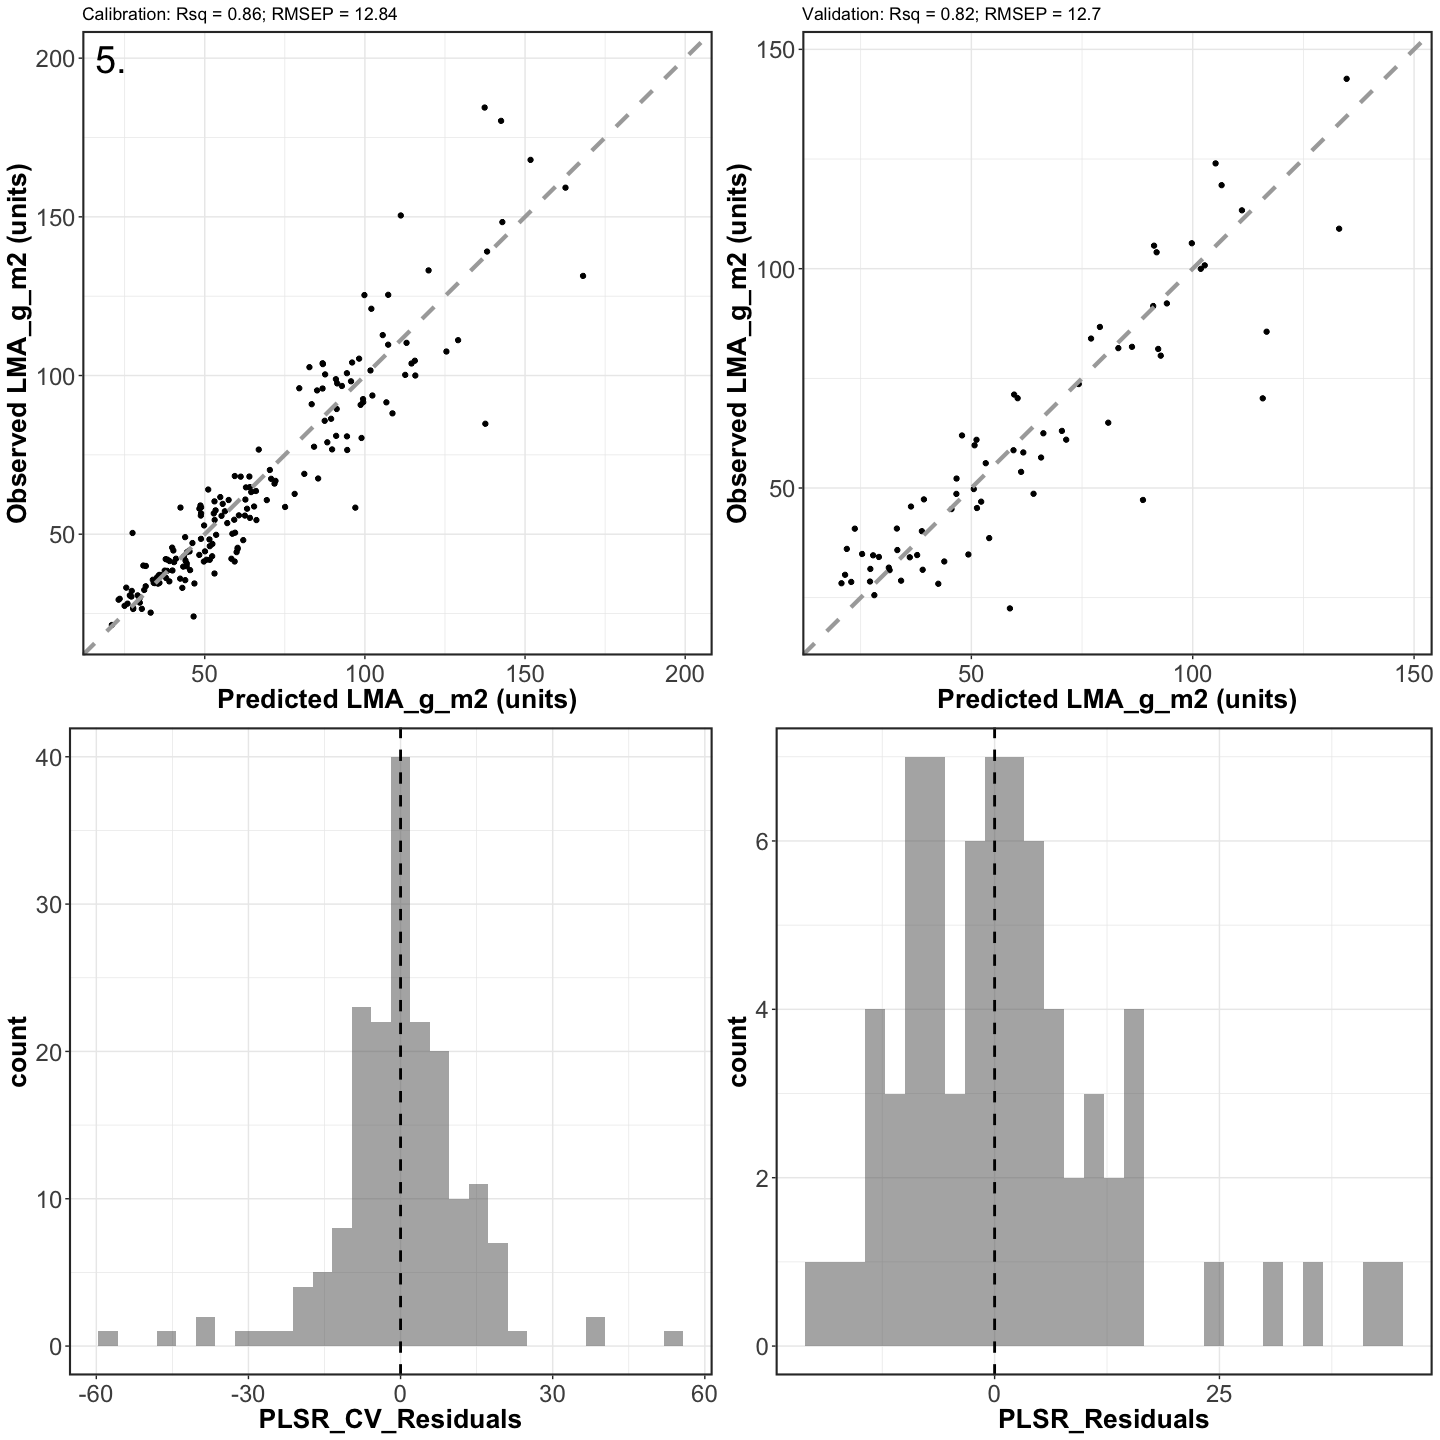 Calibration: Rsq = 0.86; RMSEP = 12.84
5.
Observed LMA_g_m2 (units)
200
150
100
50
50 100 150 200
Predicted LMA_g_m2 (units)
Validation: Rsq = 0.82; RMSEP = 12.7
Observed LMA_g_m2 (units)
150
100
50
50 100 150
Predicted LMA_g_m2 (units)
count
40
30
20
10
0
-60 -30 0 30 60
PLSR_CV_Residuals
count
6
4
2
0
0 25
PLSR_Residuals